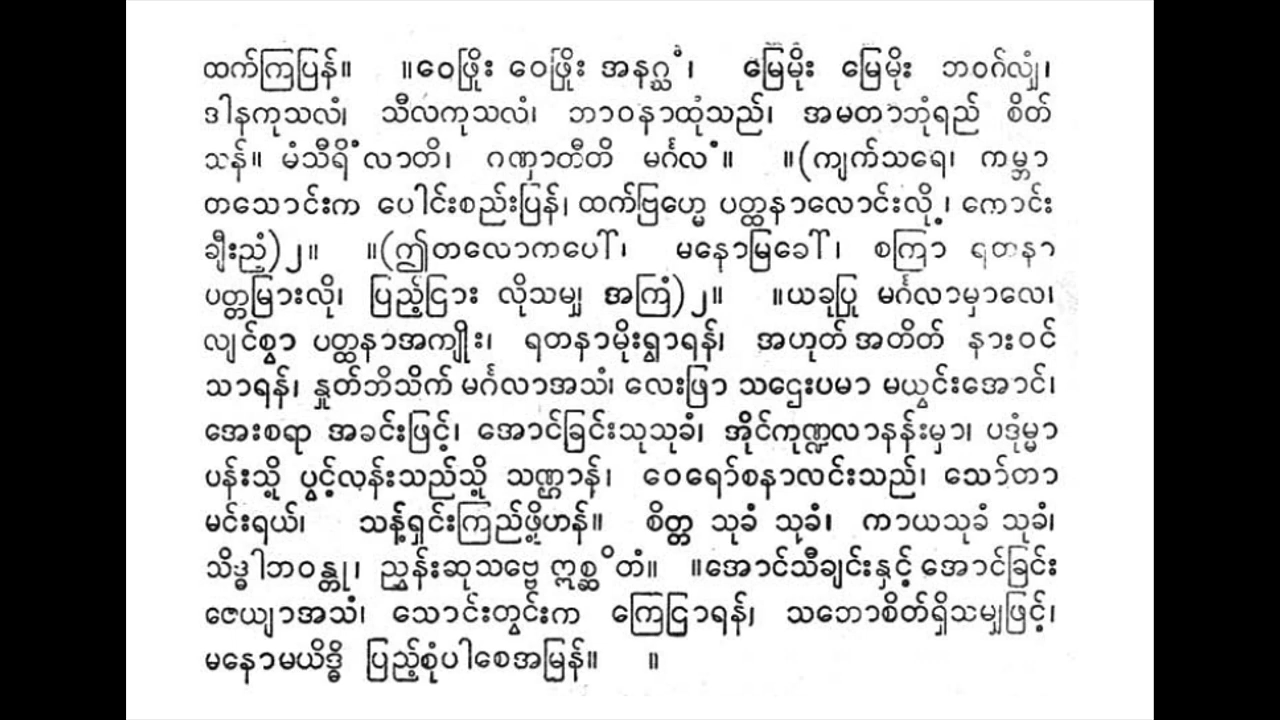 ထက်ကြပြန်။ ။ဝေဖြိုး ဝေဖြိုး အနဂ္ဃံ၊ မြေမိုး မြေမိုး ဘဝဂ်လျှံ၊
ဒါနကုသလံ၊ သီလကုသလံ၊ ဘာဝနာထုံသည်၊ အမတာဘုံရည် စိတ်
သန်။ မံသီရိံလာတိ၊ ဂဏှာတီတိ မင်္ဂလံ။ ။(ကျက်သရေ၊ ကမ္ဘာ
တသောင်းက ပေါင်းစည်းပြန်၊ ထက်ဗြဟ္မေ ပတ္ထနာလောင်းလို့၊ ကောင်း
ချီးညံ)၂။ ။(ဤတလောကပေါ်၊ မနောမြခေါ်၊ စကြာ ရတနာ
ပတ္တမြားလို၊ ပြည့်ငြား လိုသမျှ အကြံ)၂။ ။ယခုပြု မင်္ဂလာမှာလေ၊
လျင်စွာ ပတ္ထနာအကျိုး၊ ရတနာမိုးရွာရန်၊ အဟုတ် အတိတ် နားဝင်
သာရန်၊ နှုတ်ဘိသိက် မင်္ဂလာအသံ၊ လေးဖြာ သဌေးပမာ မယွင်းအောင်၊
အေးစရာ အခင်းဖြင့်၊ အောင်ခြင်းသုသုခံ၊ အိုင်ကုဏ္ဍလာနန်းမှာ၊ ပဒုံမ္မာ
ပန်းသို့ ပွင့်လန်းသည်သို့ သဏ္ဌာန်၊ ဝေရော်စနာလင်းသည်၊ သော်တာ
မင်းရယ်၊ သန့်ရှင်းကြည်ဖို့ဟန်။ စိတ္တ သုခံ သုခံ၊ ကာယသုခံ သုခံ၊
သိဒ္ဓါဘဝန္တု၊ ညွှန်းဆုသဗ္ဗေ ဣစ္ဆိတံ။ ။အောင်သီချင်းနှင့် အောင်ခြင်း
ဇေယျာအသံ၊ သောင်းတွင်းက ကြေငြာရန်၊ သဘောစိတ်ရှိသမျှဖြင့်၊
မနောမယိဒ္ဓိ ပြည့်စုံပါစေအမြန်။ ။